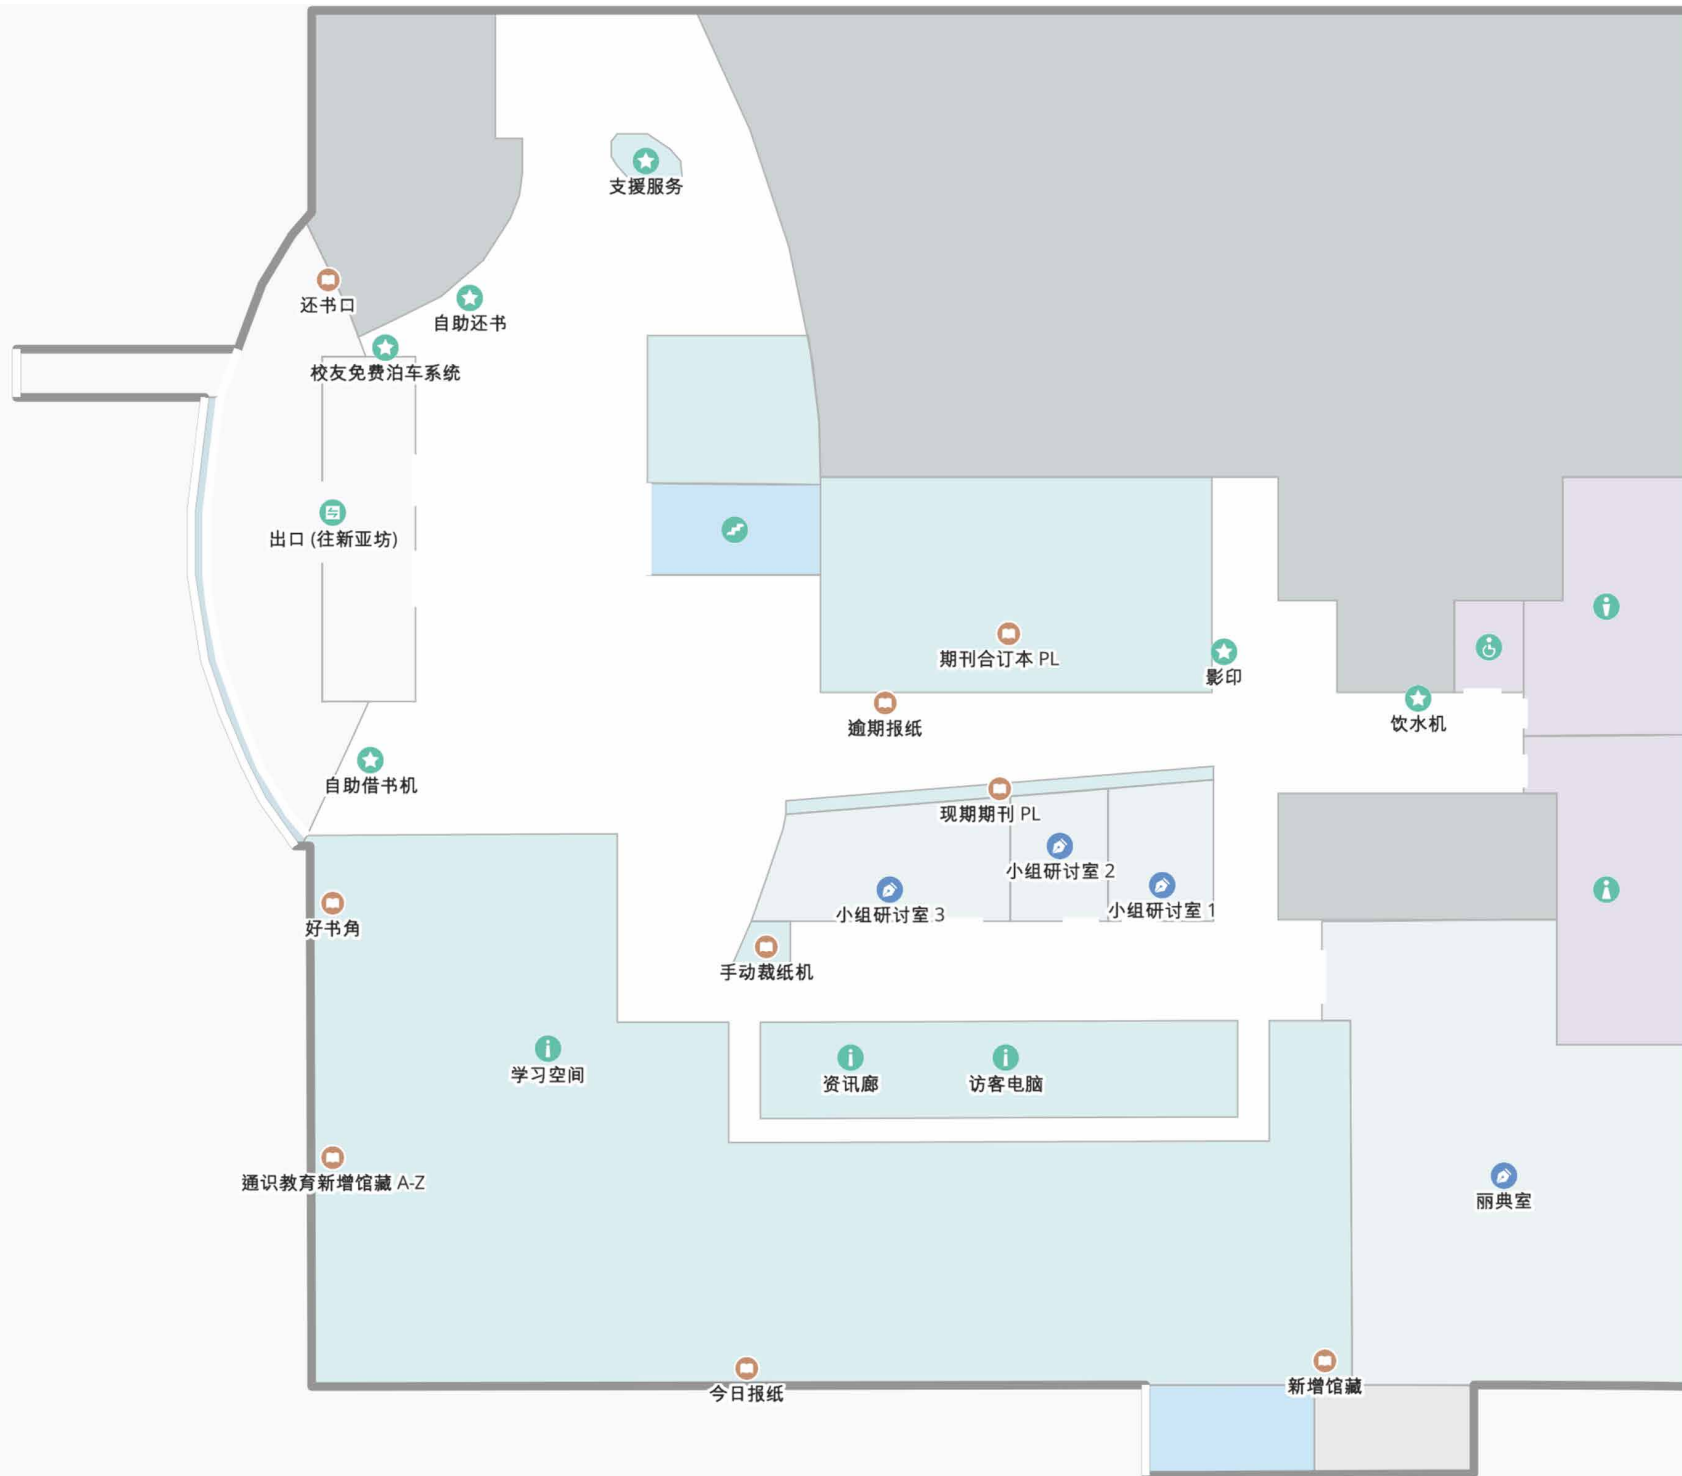 支援服务
还书口
自助还书
校友免费泊车系统
出口 (往新亚坊)
期刊合订本 PL
影印
逾期报纸
饮水机
自助借书机
现期期刊 PL
小组研讨室 2
小组研讨室 3
小组研讨室 1
好书角
手动裁纸机
学习空间
资讯廊
访客电脑
通识教育新增馆藏 A-Z
丽典室
今日报纸
新增馆藏